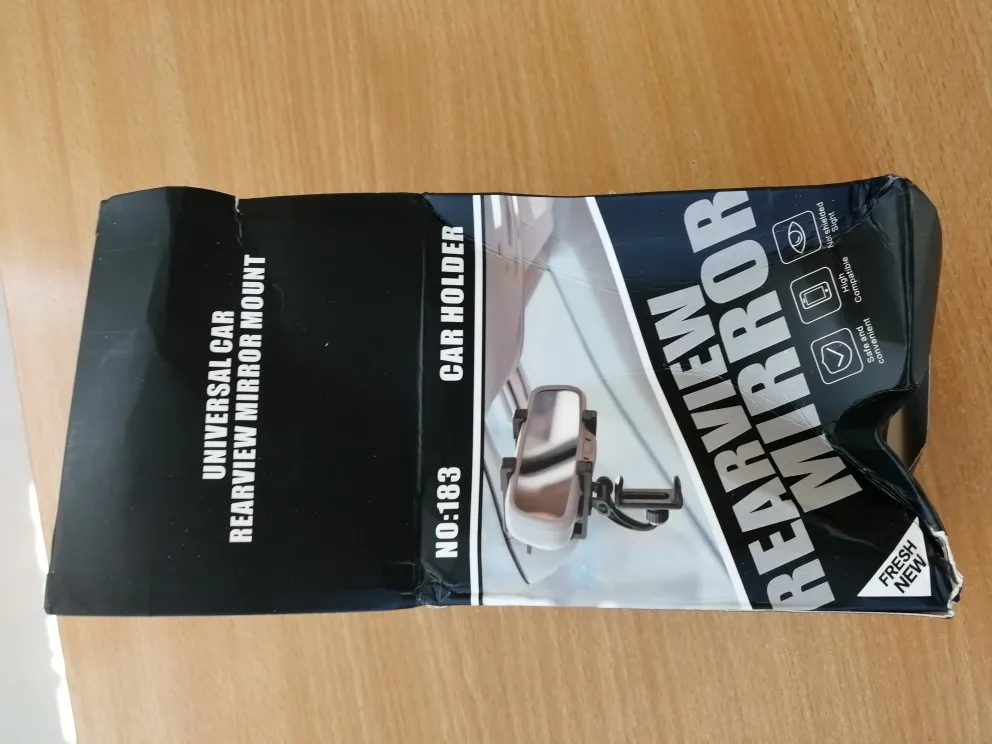 UNIVERSAL CAR
REARVIEW MIRROR MOUNT
NO:183 CAR HOLDER
REARVIEW
MIRROR
Safe and
convenient
High
Compatible
Not shielded
Sight
FRESH
NEW